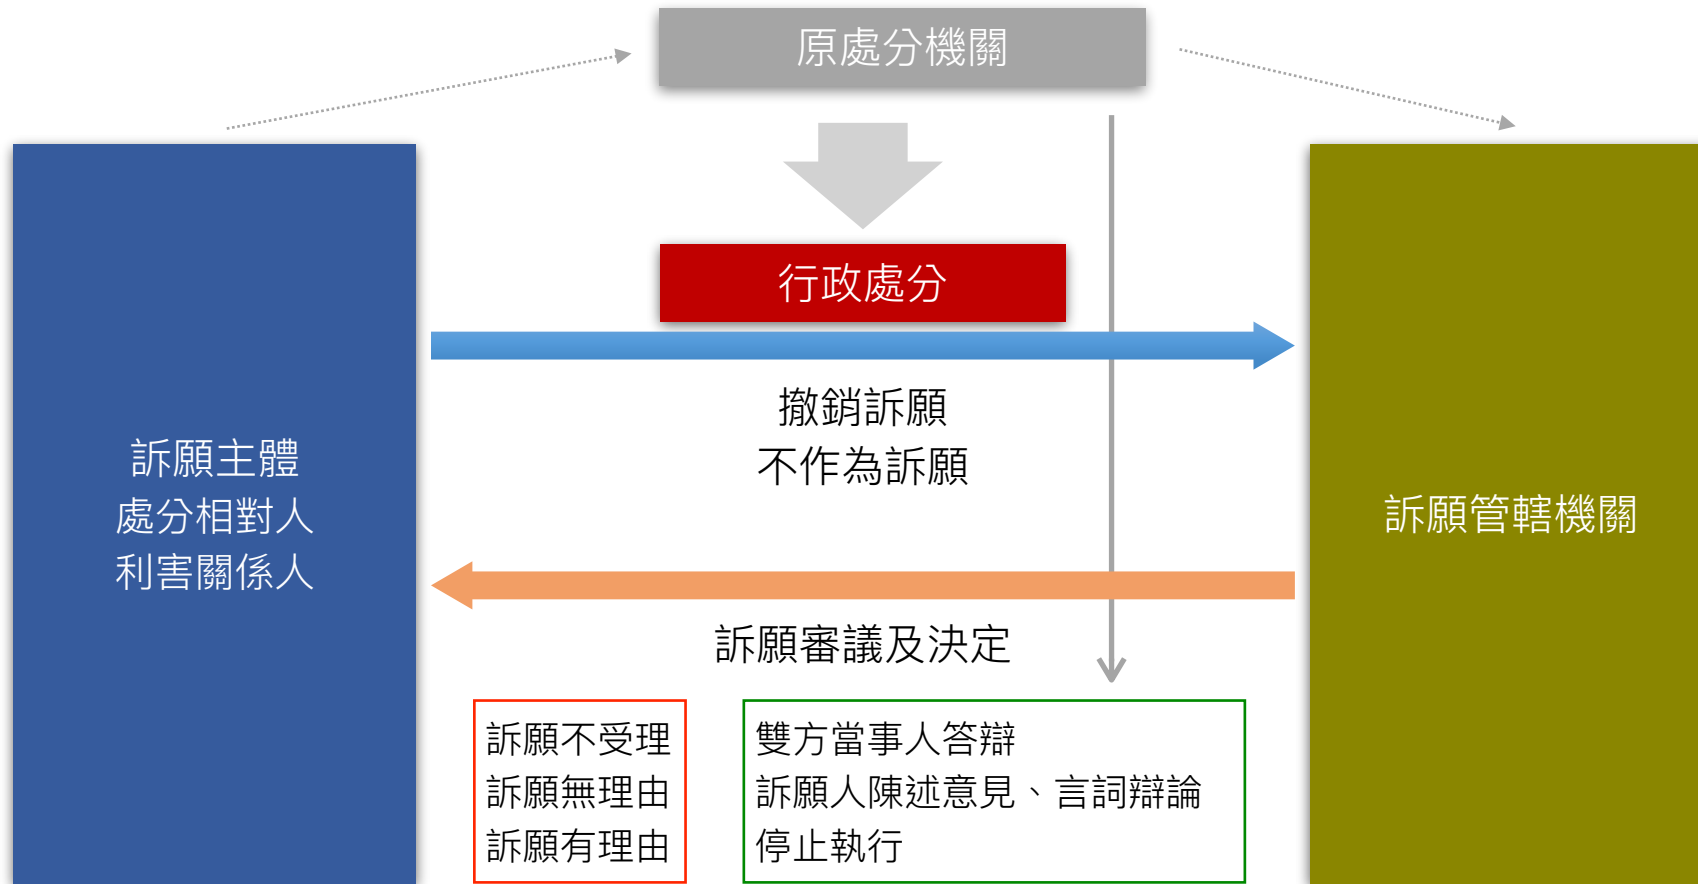 原處分機關
行政處分
撤銷訴願
不作為訴願
訴願主體
處分相對人
利害關係人
訴願管轄機關
訴願審議及決定
訴願不受理
訴願無理由
訴願有理由
雙方當事人答辯
訴願人陳述意見、言詞辯論
停止執行